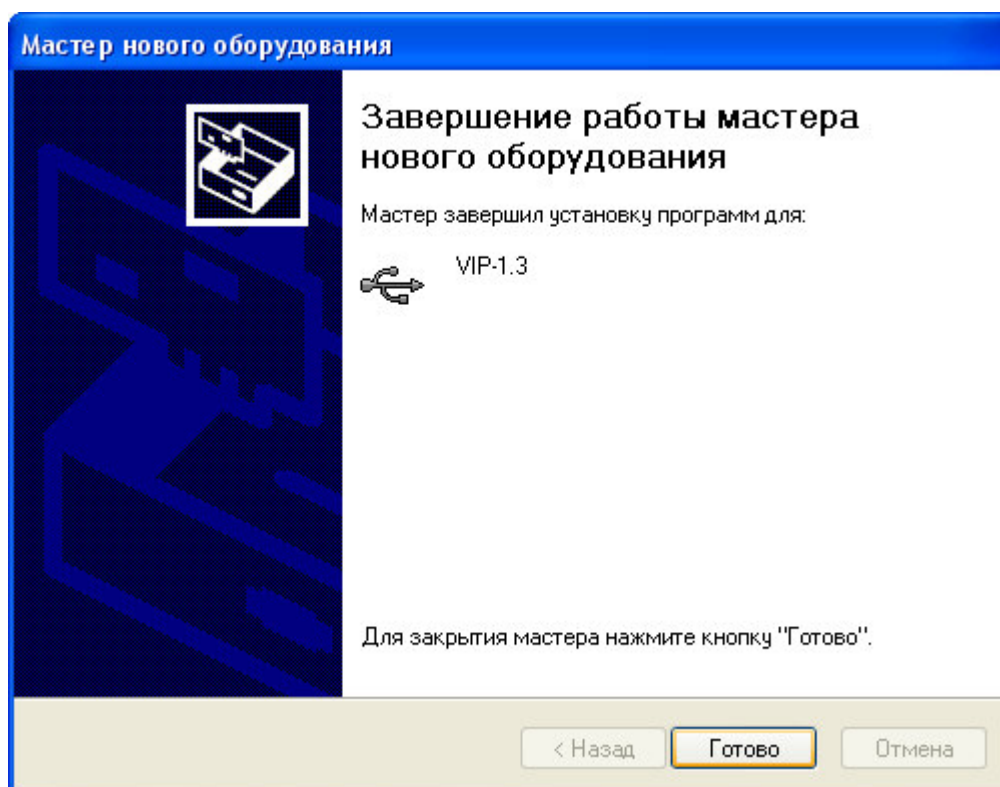 Мастер нового оборудования
Завершение работы мастера
нового оборудования
Мастер завершил установку программ для:
VIP-1.3
Для закрытия мастера нажмите кнопку "Готово".
< Назад
Готово
Отмена